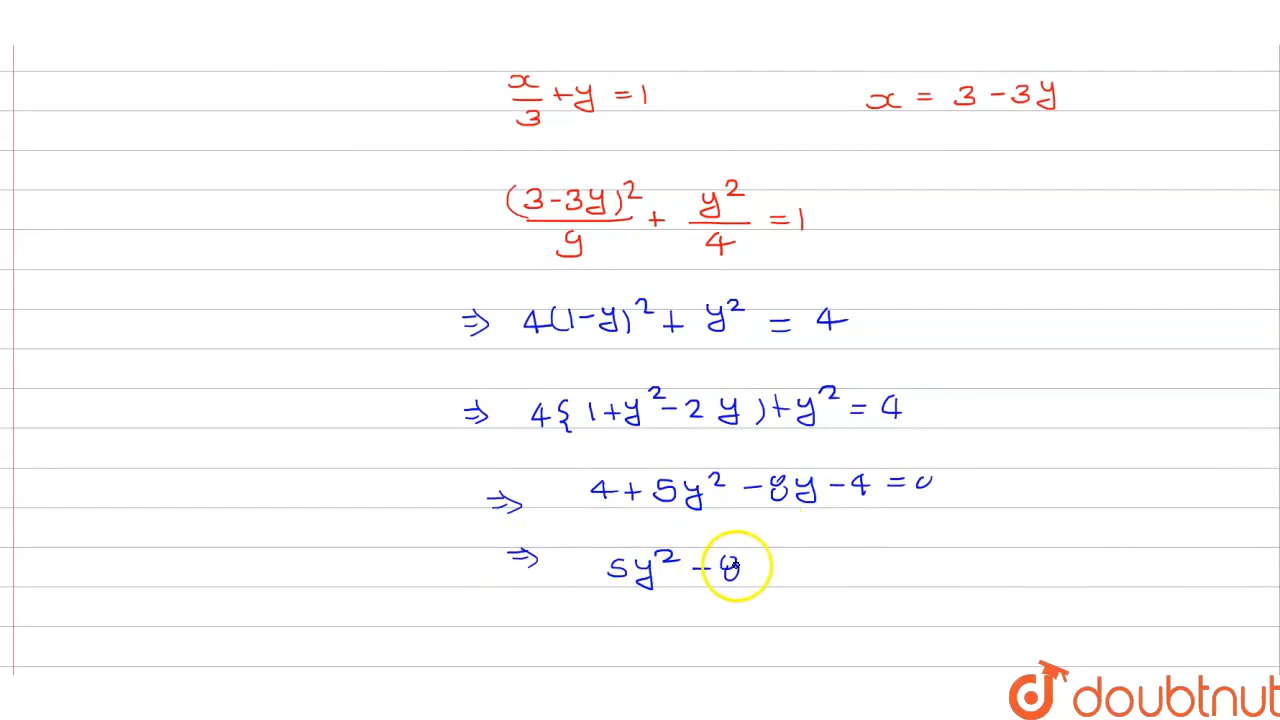 x/3 + y = 1    x = 3 - 3y
(3 - 3y)²/9 + y²/4 = 1
⇒ 4(1 - y)² + y² = 4
⇒ 4{1 + y² - 2y) + y² = 4
⇒ 4 + 5y² - 8y - 4 = 0
⇒ 5y² - 8
doubtnut